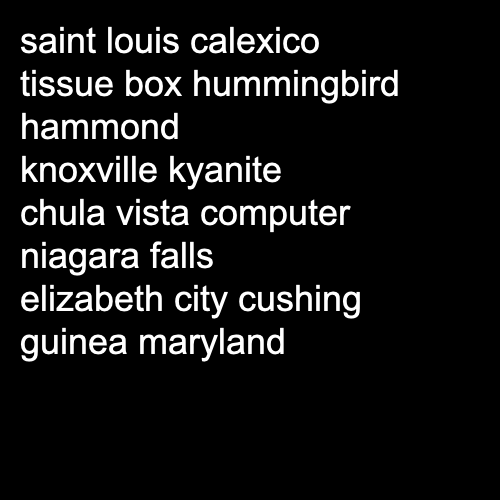 saint louis calexico
tissue box hummingbird
hammond
knoxville kyanite
chula vista computer
niagara falls
elizabeth city cushing
guinea maryland